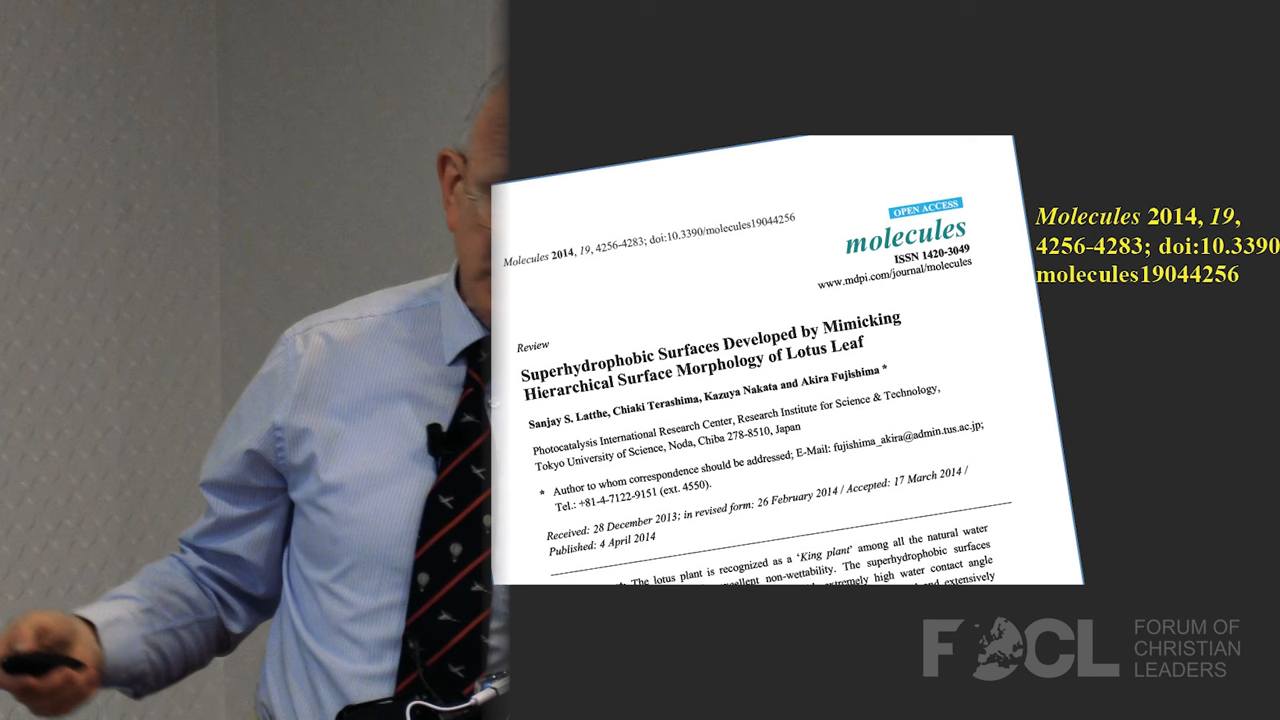 Molecules 2014, 19, 4256-4283; doi:10.3390/molecules19044256
OPEN ACCESS
molecules
ISSN 1420-3049
www.mdpi.com/journal/molecules
Review
Superhydrophobic Surfaces Developed by Mimicking
Hierarchical Surface Morphology of Lotus Leaf
Sanjay S. Latthe, Chiaki Terashima, Kazuya Nakata and Akira Fujishima *
Photocatalysis International Research Center, Research Institute for Science & Technology,
Tokyo University of Science, Noda, Chiba 278-8510, Japan
* Author to whom correspondence should be addressed; E-Mail: fujishima_akira@admin.tus.ac.jp;
Tel.: +81-4-7122-9151 (ext. 4550).
Received: 28 December 2013; in revised form: 26 February 2014 / Accepted: 17 March 2014 /
Published: 4 April 2014
The lotus plant is recognized as a ‘King plant’ among all the natural water
non-wettability. The superhydrophobic surfaces
extremely high water contact angle
and extensively
Molecules 2014, 19,
4256-4283; doi:10.3390
molecules19044256
FOCL
FORUM OF
CHRISTIAN
LEADERS